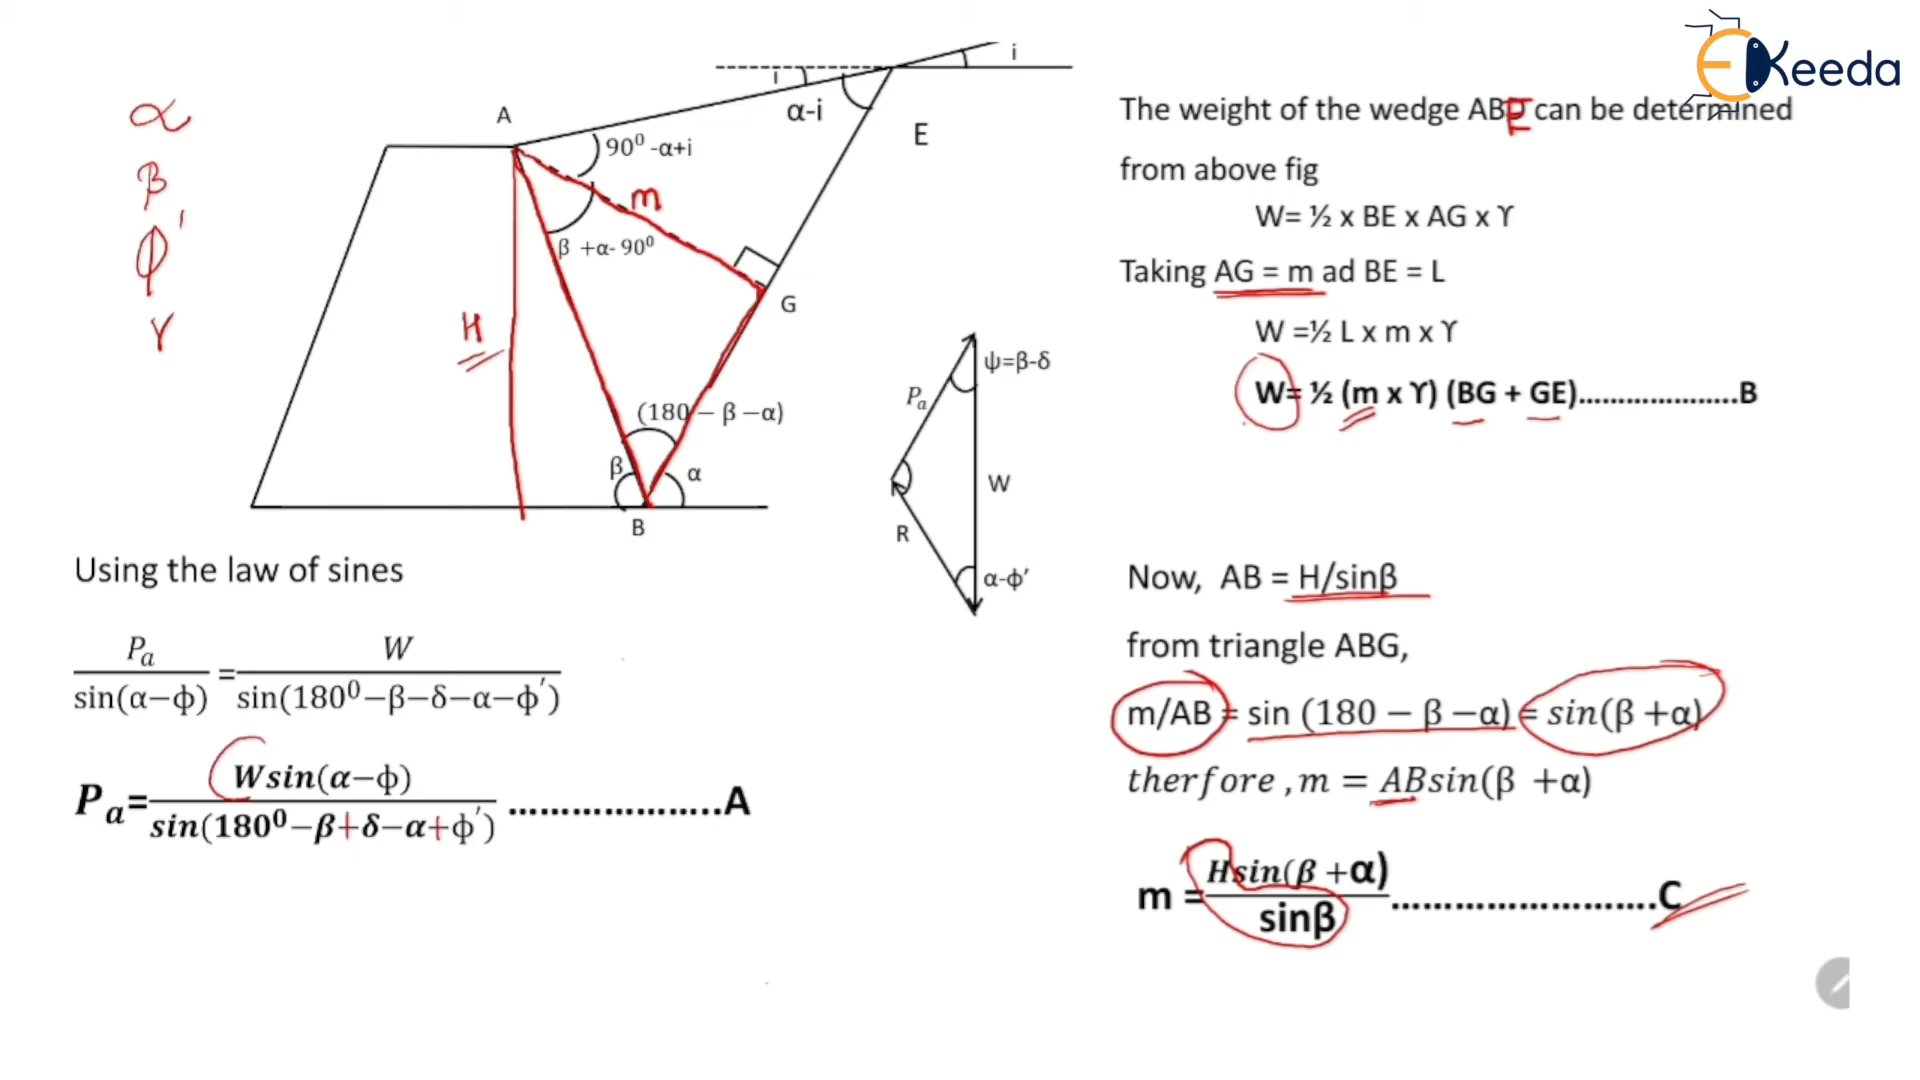 EKeeda
α
β
ϕ'
γ
A
i
i
α-i
E
90⁰ -α+i
m
β +α- 90⁰
G
H
(180 – β –α)
β
α
B
ψ=β-δ
Pₐ
W
R
α-ϕ′
The weight of the wedge ABE can be determined
from above fig
W= ½ x BE x AG x ϒ
Taking AG = m ad BE = L
W =½ L x m x ϒ
W= ½ (m x ϒ) (BG + GE)....................B
Using the law of sines
Pₐ/sin(α−ϕ) = W/sin(180⁰−β−δ−α−ϕ′)
Pₐ= Wsin(α−ϕ)/sin(180⁰−β+δ−α+ϕ′) ....................A
Now, AB = H/sinβ
from triangle ABG,
m/AB = sin (180 − β −α) = sin(β +α)
therfore ,m = ABsin(β +α)
m = Hsin(β +α)/sinβ .........................C